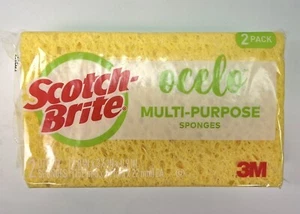 2 PACK
Scotch-
Brite
ocelo
MULTI-PURPOSE
SPONGES
3M